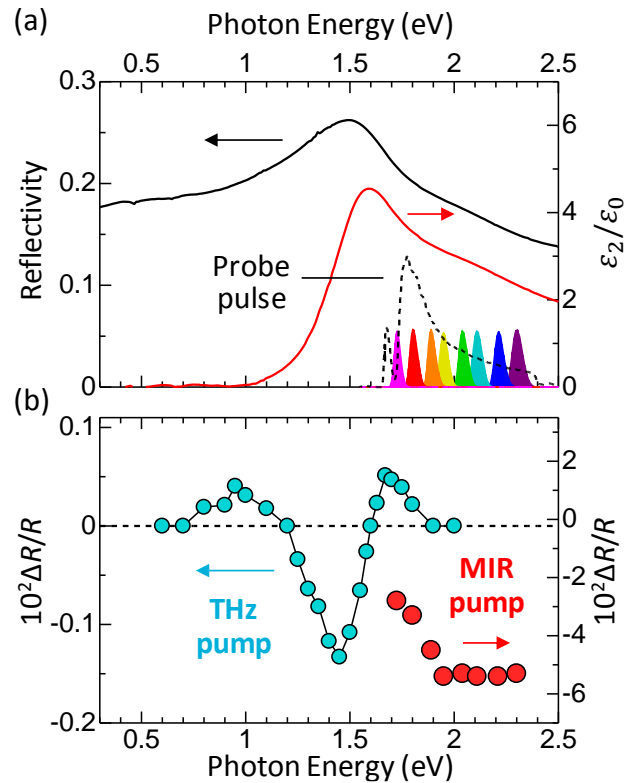 (a)
Photon Energy (eV)
0.5 1 1.5 2 2.5
0.3
0.2
0.1
0
Reflectivity
6
4
2
0
ε₂/ε₀
Probe
pulse
(b)
0.1
0
-0.1
-0.2
10²ΔR/R
2
0
-2
-4
-6
10²ΔR/R
THz
pump
MIR
pump
0.5 1 1.5 2 2.5
Photon Energy (eV)